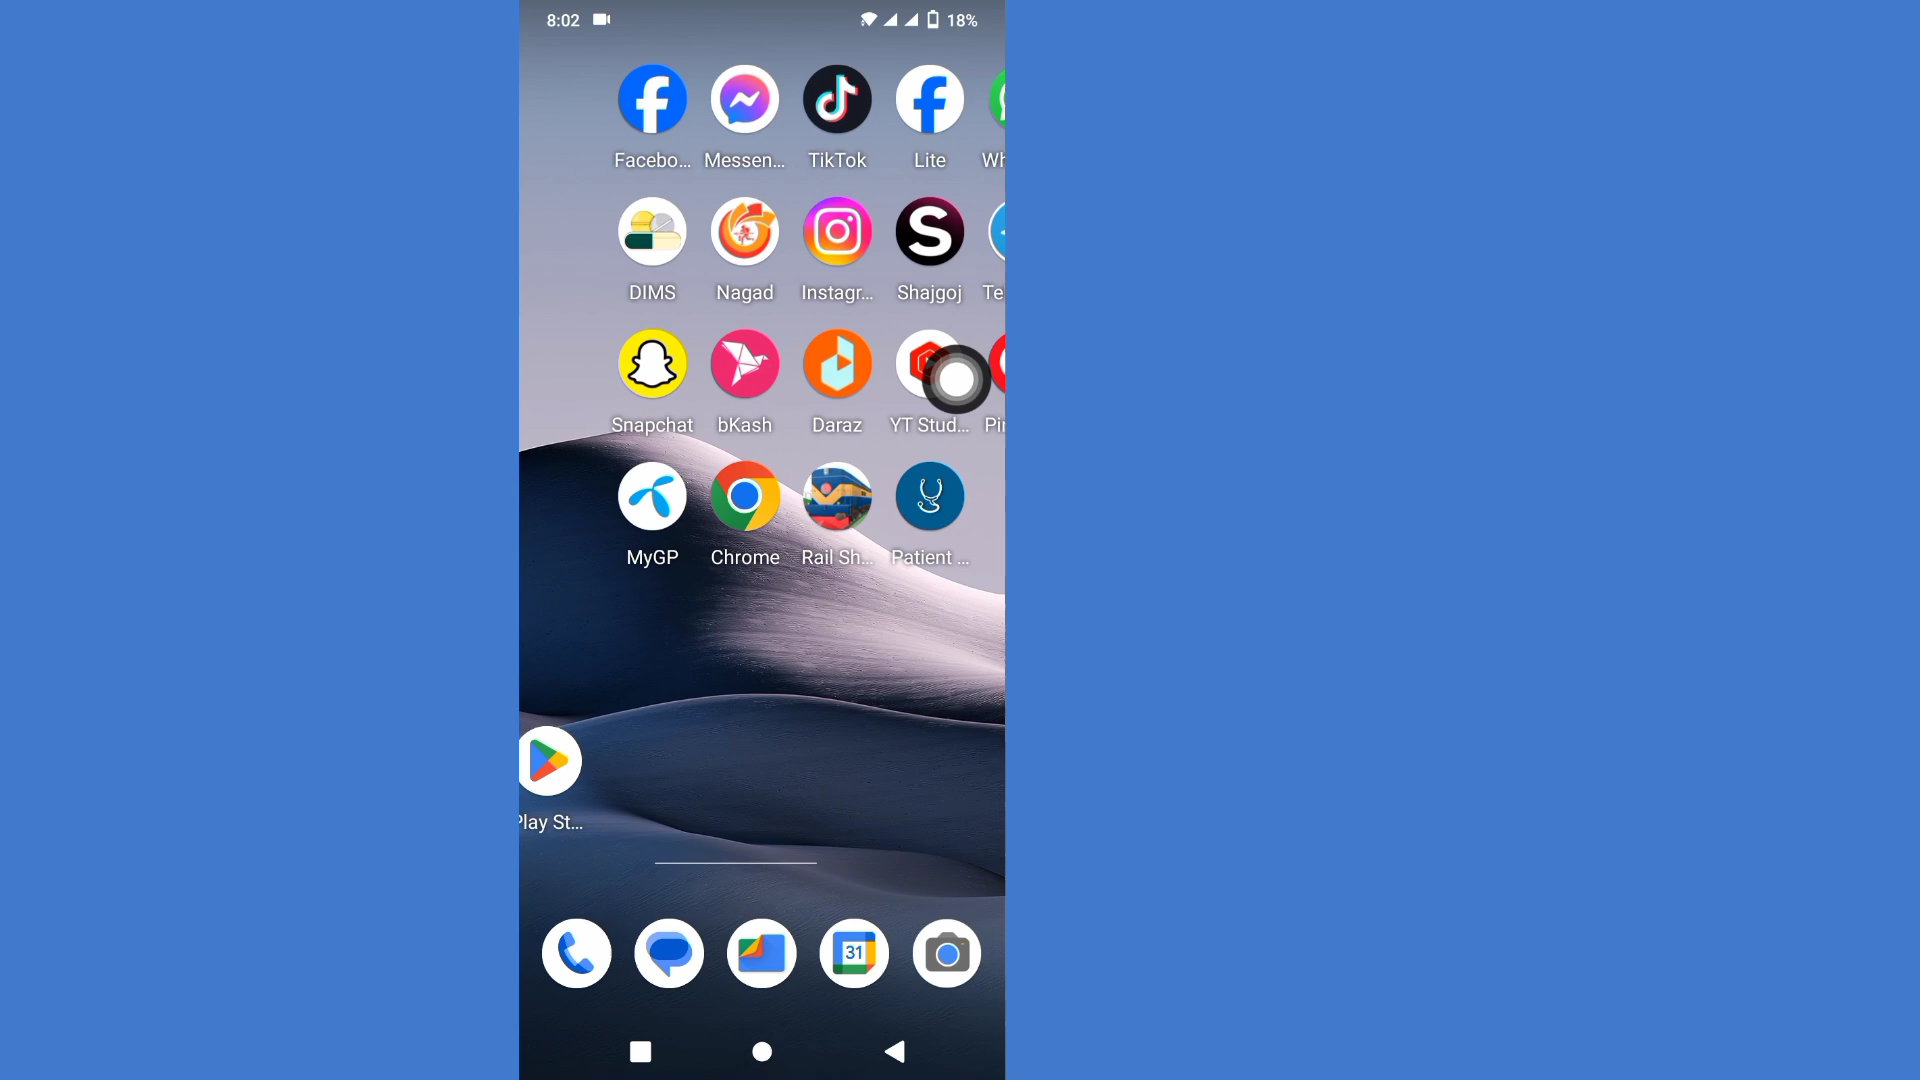 8:02 18%
Facebo... Messen... TikTok Lite Wh
DIMS Nagad Instagr... Shajgoj Te
Snapchat bKash Daraz YT Stud... Pin
MyGP Chrome Rail Sh... Patient ...
Play St...
31